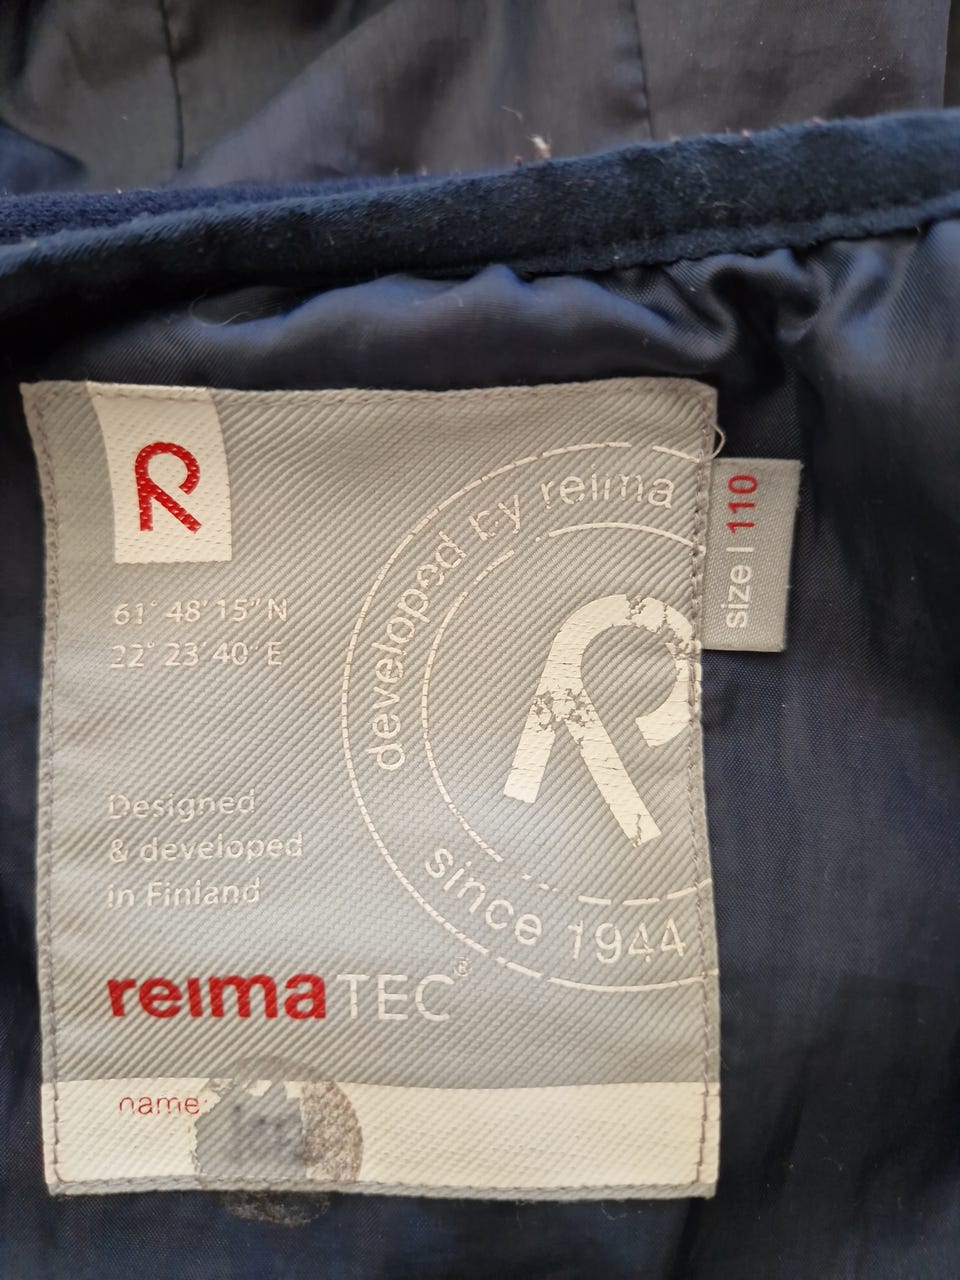 R
61° 48' 15" N
22° 23' 40" E
developed by reima
R
since 1944
size | 110
Designed
& developed
in Finland
reimaTEC®
name: